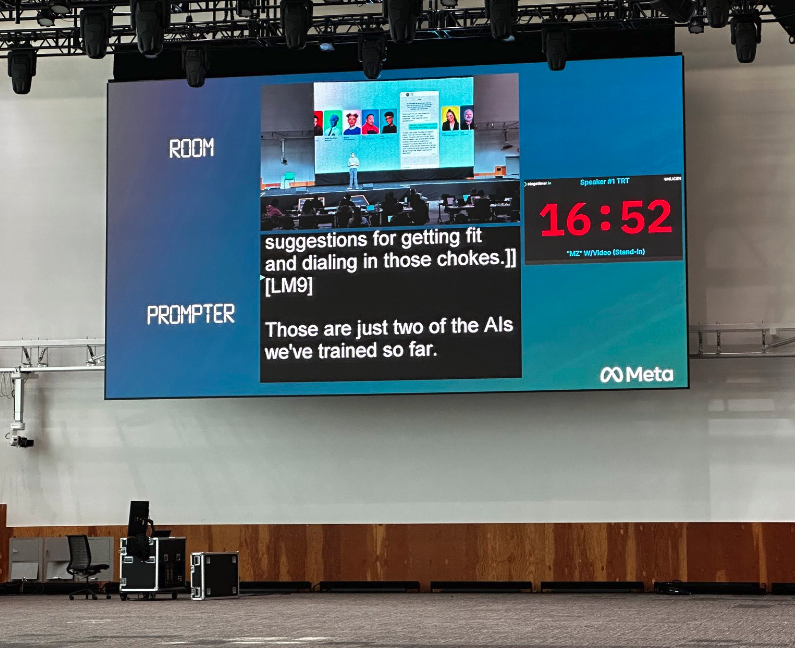 ROOM
suggestions for getting fit
and dialing in those chokes.]]
[LM9]
Those are just two of the AIs
we've trained so far.
PROMPTER
Speaker #1 TRT
16:52
"MZ" W/Video (Stand-In)
Meta